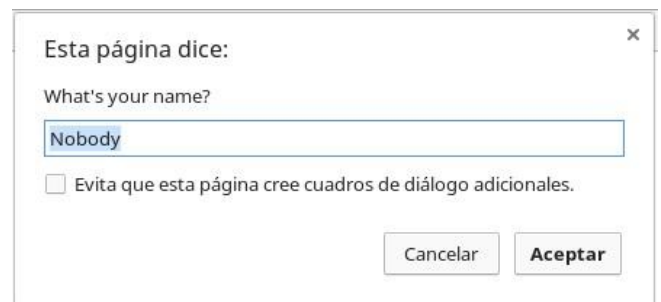 Esta página dice:
What's your name?
Nobody
Evita que esta página cree cuadros de diálogo adicionales.
Cancelar Aceptar